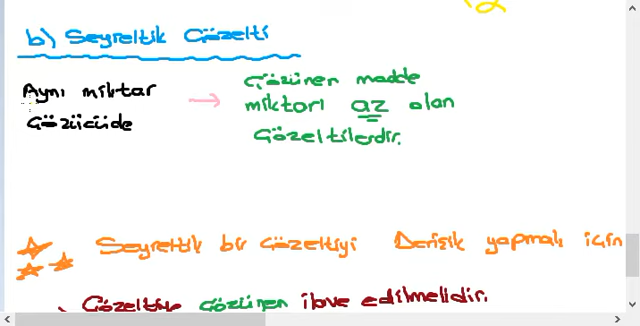 b) Seyreltik Çözelti
Aynı miktar çözücüde → Çözünen madde miktarı az olan çözeltilerdir.
Seyreltik bir Çözeltiyi Derişik yapmak için
Çözeltiye çözünen ilave edilmelidir.